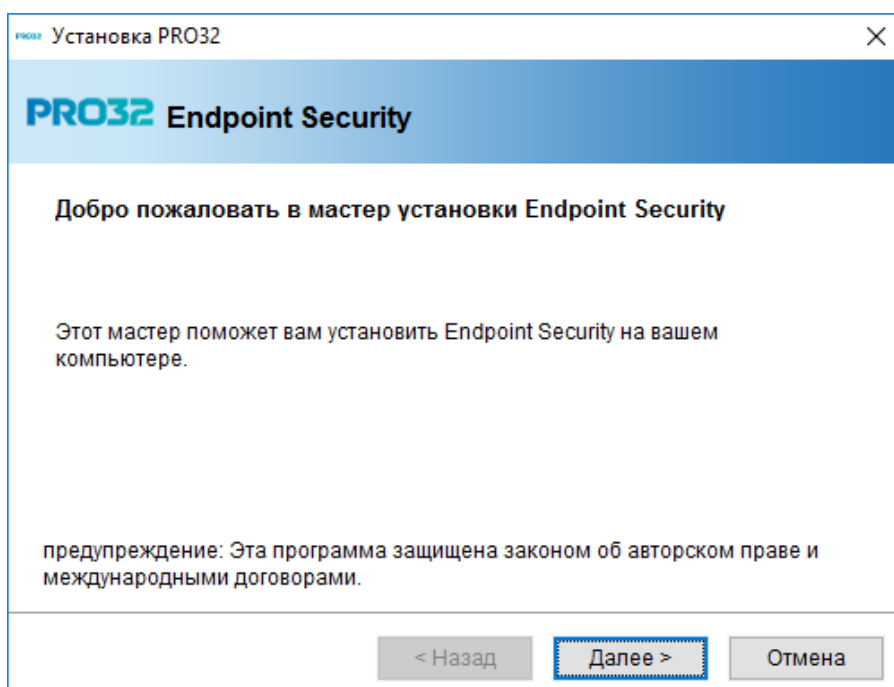 PRO32 Установка PRO32
PRO32 Endpoint Security
Добро пожаловать в мастер установки Endpoint Security
Этот мастер поможет вам установить Endpoint Security на вашем
компьютере.
предупреждение: Эта программа защищена законом об авторском праве и
международными договорами.
< Назад
Далее >
Отмена